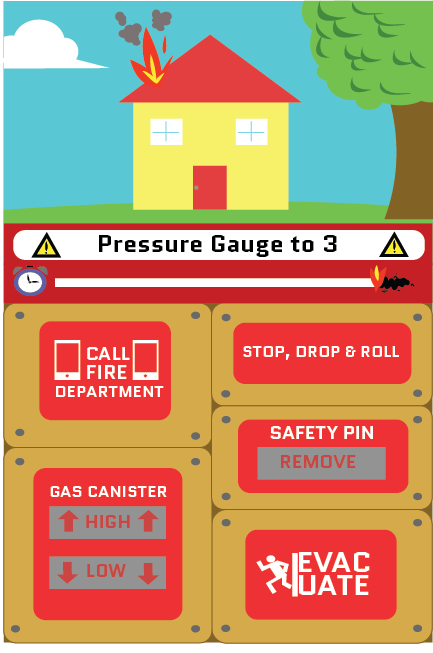 Pressure Gauge to 3
CALL
FIRE
DEPARTMENT
STOP, DROP & ROLL
SAFETY PIN
REMOVE
GAS CANISTER
HIGH
LOW
EVAC
UATE